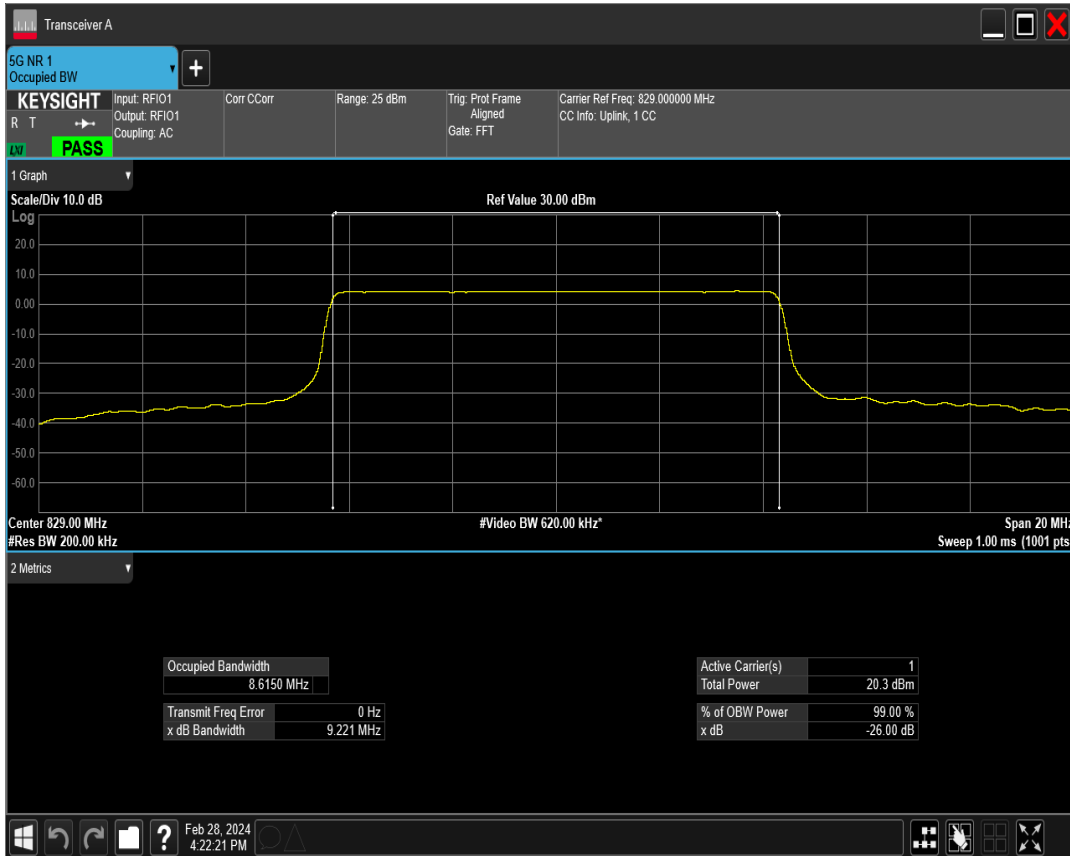 Transceiver A
5G NR 1
Occupied BW
+
KEYSIGHT
R T
LXI
PASS
Input: RFIO1
Output: RFIO1
Coupling: AC
Corr CCorr
Range: 25 dBm
Trig: Prot Frame
Aligned
Gate: FFT
Carrier Ref Freq: 829.000000 MHz
CC Info: Uplink, 1 CC
1 Graph
Scale/Div 10.0 dB
Ref Value 30.00 dBm
Log
20.0
10.0
0.00
-10.0
-20.0
-30.0
-40.0
-50.0
-60.0
Center 829.00 MHz
#Video BW 620.00 kHz*
Span 20 MHz
#Res BW 200.00 kHz
Sweep 1.00 ms (1001 pts
2 Metrics
Occupied Bandwidth
8.6150 MHz
Transmit Freq Error 0 Hz
x dB Bandwidth 9.221 MHz
Active Carrier(s) 1
Total Power 20.3 dBm
% of OBW Power 99.00 %
x dB -26.00 dB
?
Feb 28, 2024
4:22:21 PM